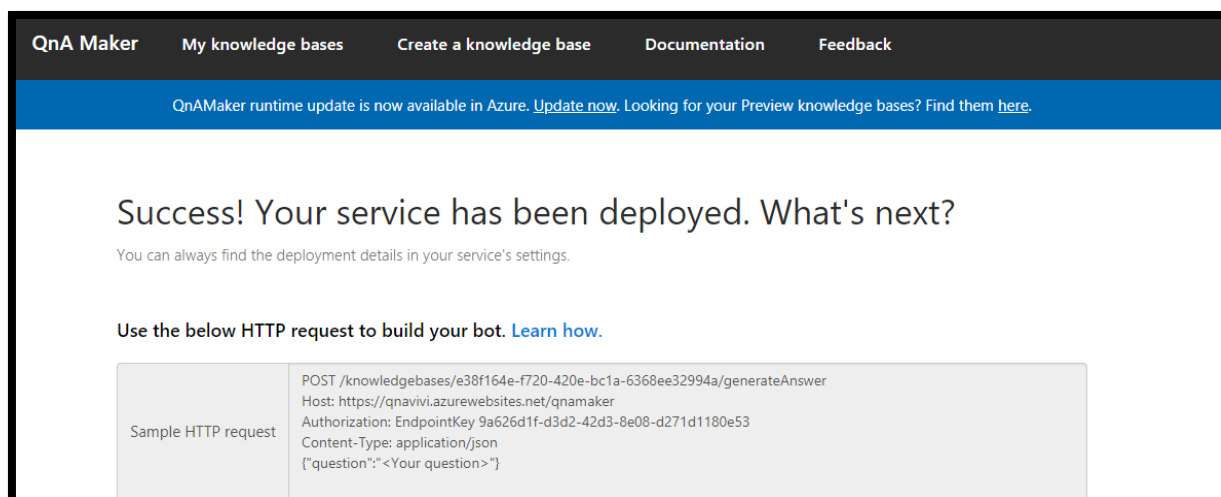 QnA Maker My knowledge bases Create a knowledge base Documentation Feedback
QnAMaker runtime update is now available in Azure. Update now. Looking for your Preview knowledge bases? Find them here.
Success! Your service has been deployed. What's next?
You can always find the deployment details in your service's settings.
Use the below HTTP request to build your bot. Learn how.
POST /knowledgebases/e38f164e-f720-420e-bc1a-6368ee32994a/generateAnswer
Host: https://qnavivi.azurewebsites.net/qnamaker
Authorization: EndpointKey 9a626d1f-d3d2-42d3-8e08-d271d1180e53
Sample HTTP request
Content-Type: application/json
{"question":"<Your question>"}